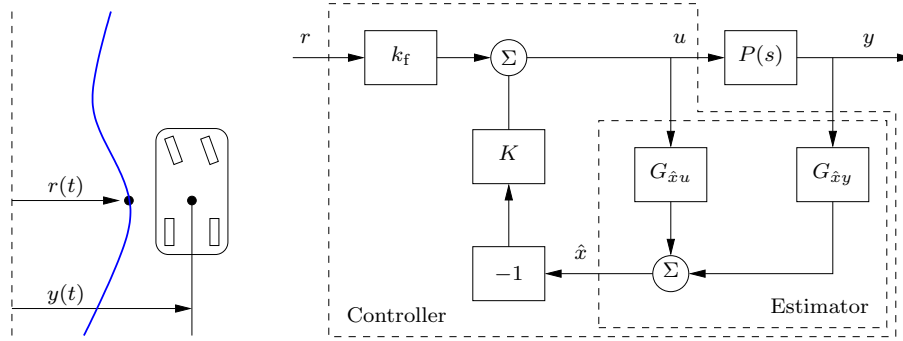 r(t)
y(t)
r
k_f
Σ
u
P(s)
y
K
G_{x̂u}
G_{x̂y}
−1
x̂
Σ
Controller
Estimator